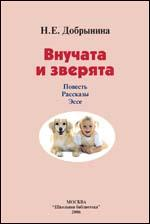 Н.Е. Добрынина
Внучата
и зверята
Повесть
Рассказы
Эссе
МОСКВА
"Школьная библиотека"
2006